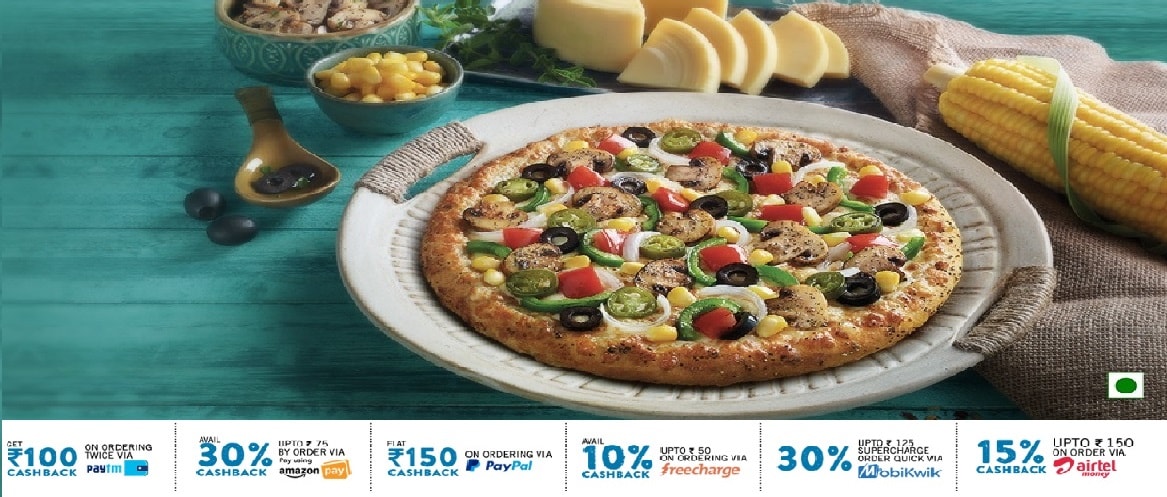 GET
₹100
CASHBACK
ON ORDERING
TWICE VIA
paytm
AVAIL
30%
CASHBACK
UPTO ₹ 75
BY ORDER VIA
Pay using
amazon pay
FLAT
₹150
CASHBACK
ON ORDERING VIA
PayPal
AVAIL
10%
CASHBACK
UPTO ₹ 50
ON ORDERING VIA
freecharge
30%
UPTO ₹ 125
SUPERCHARGE
ORDER QUICK VIA
MobiKwik
15%
CASHBACK
UPTO ₹ 150
ON ORDER VIA
airtel
money